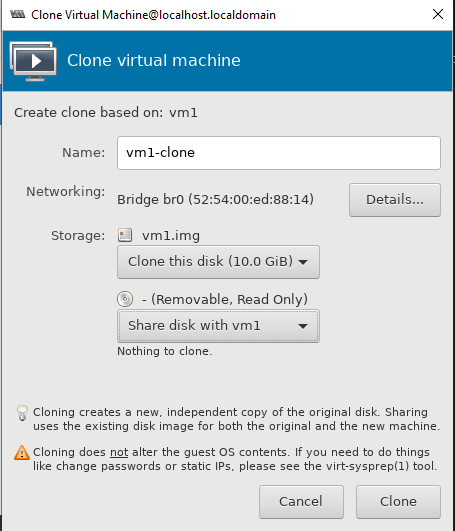 Clone Virtual Machine@localhost.localdomain
Clone virtual machine
Create clone based on: vm1
Name: vm1-clone
Networking: Bridge br0 (52:54:00:ed:88:14) Details...
Storage: vm1.img
Clone this disk (10.0 GiB)
- (Removable, Read Only)
Share disk with vm1
Nothing to clone.
Cloning creates a new, independent copy of the original disk. Sharing
uses the existing disk image for both the original and the new machine.
Cloning does not alter the guest OS contents. If you need to do things
like change passwords or static IPs, please see the virt-sysprep(1) tool.
Cancel Clone